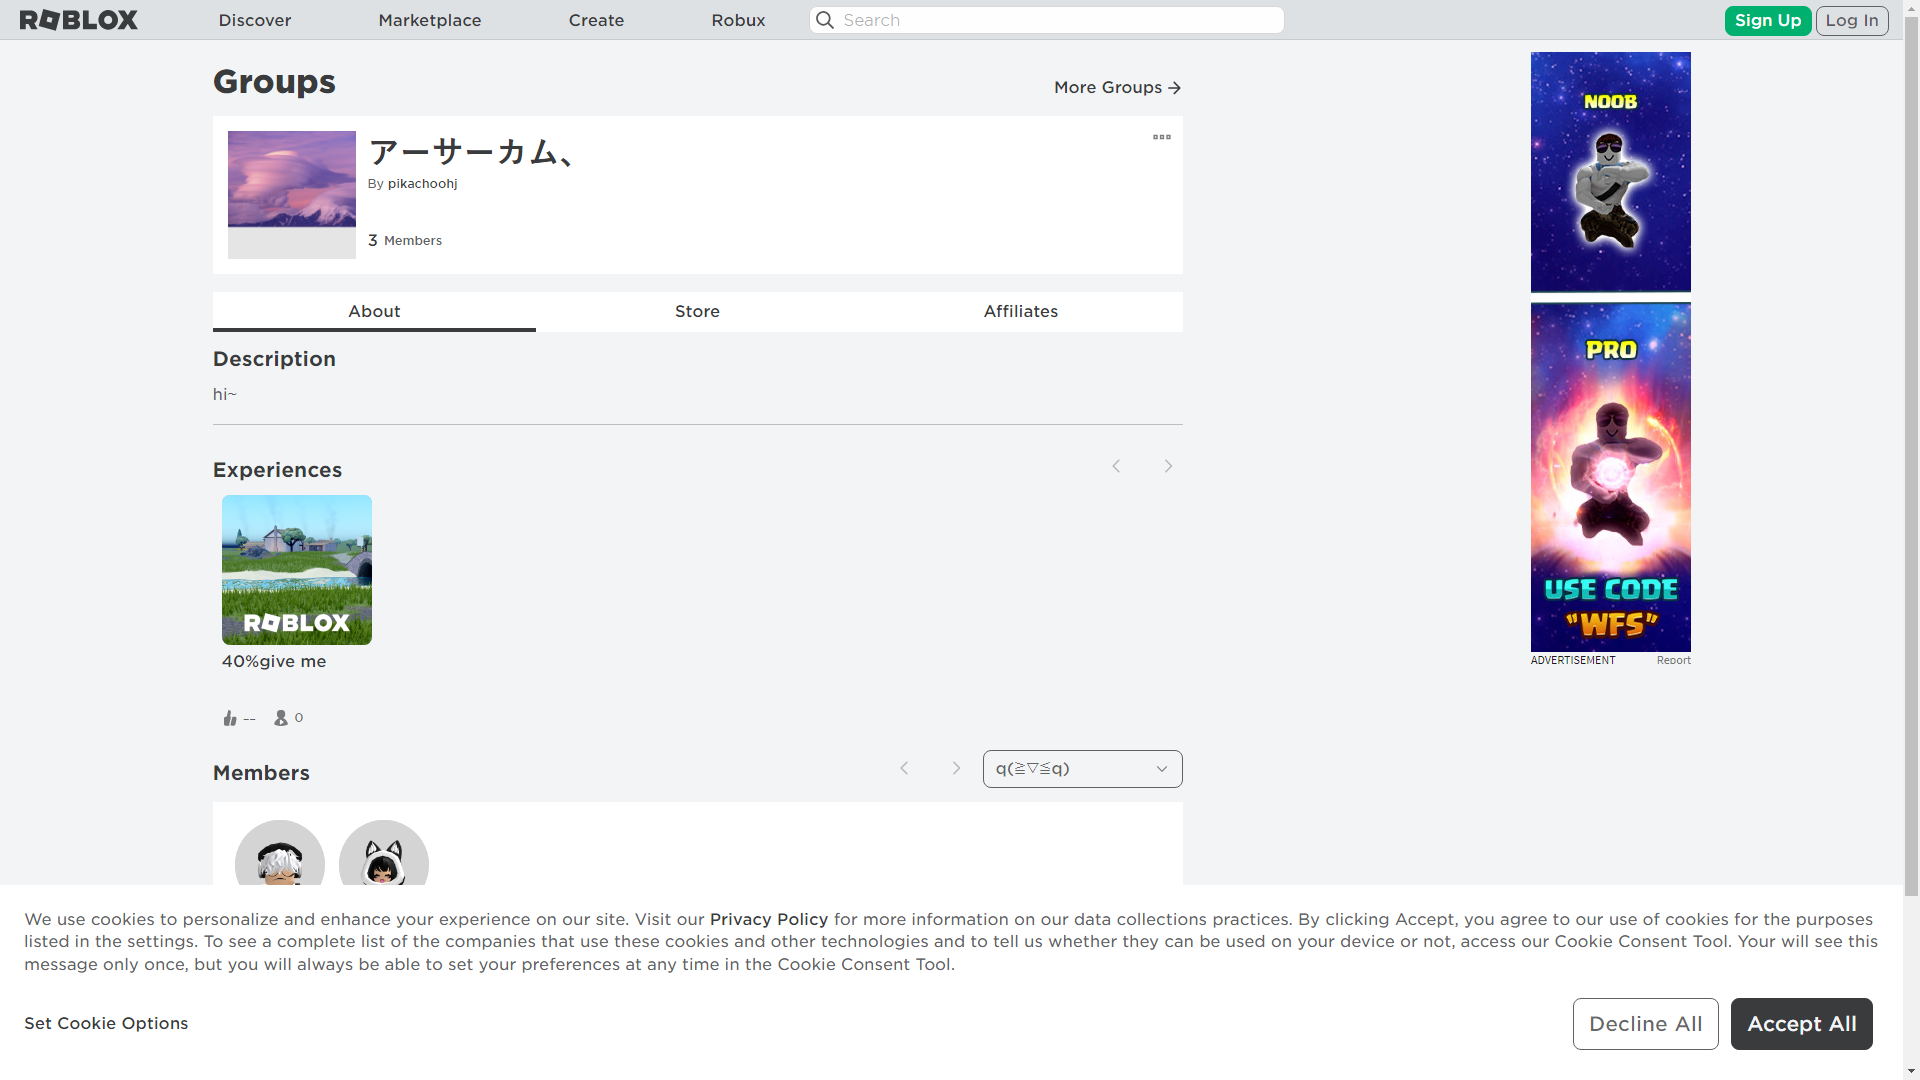 ROBLOX
Discover
Marketplace
Create
Robux
Search
Sign Up
Log In
Groups
More Groups
アーサーカム、
By pikachoohj
3 Members
About
Store
Affiliates
Description
hi~
Experiences
ROBLOX
40%give me
--
0
Members
q(≧▽≦q)
NOOB
PRO
USE CODE
"WFS"
ADVERTISEMENT
Report
We use cookies to personalize and enhance your experience on our site. Visit our Privacy Policy for more information on our data collections practices. By clicking Accept, you agree to our use of cookies for the purposes
listed in the settings. To see a complete list of the companies that use these cookies and other technologies and to tell us whether they can be used on your device or not, access our Cookie Consent Tool. Your will see this
message only once, but you will always be able to set your preferences at any time in the Cookie Consent Tool.
Set Cookie Options
Decline All
Accept All